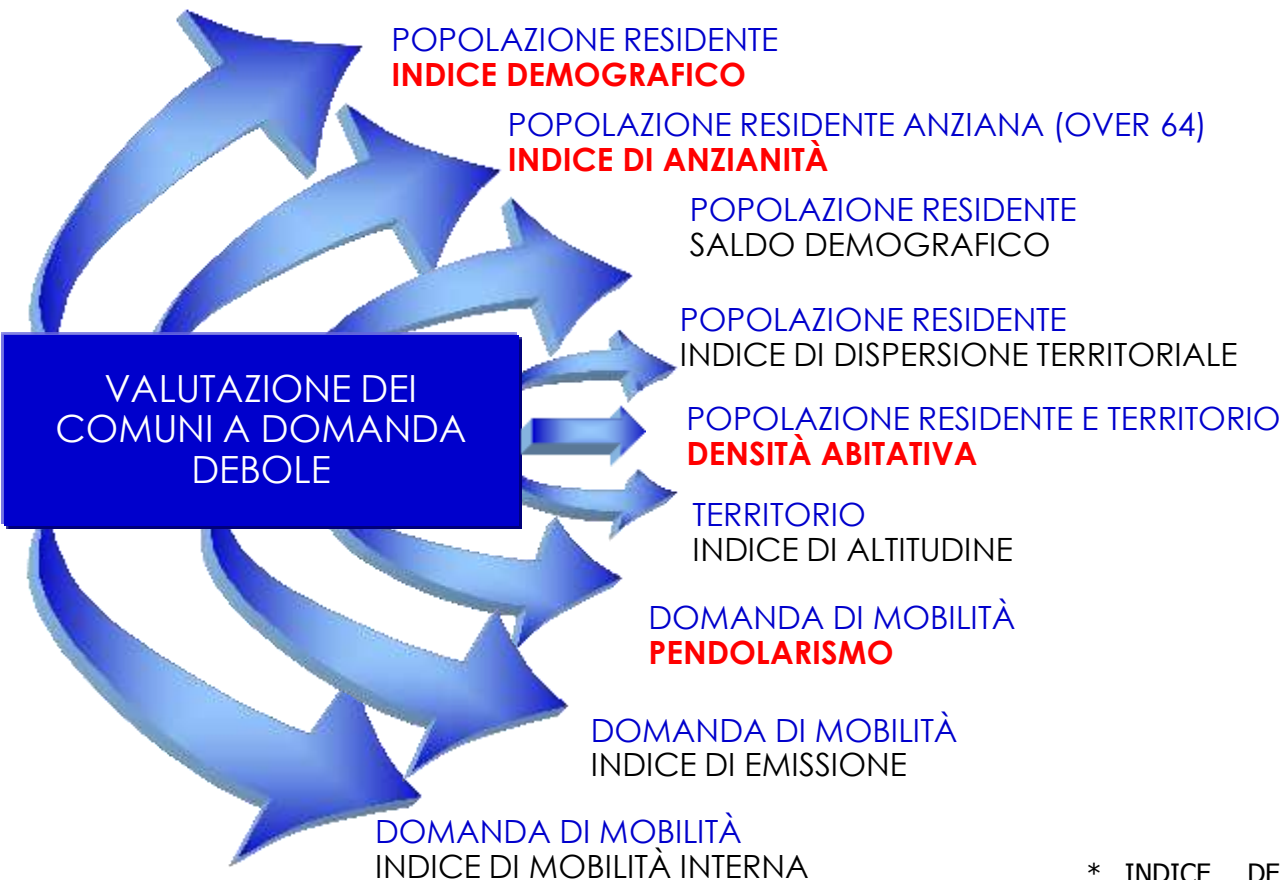 POPOLAZIONE RESIDENTE
INDICE DEMOGRAFICO
POPOLAZIONE RESIDENTE ANZIANA (OVER 64)
INDICE DI ANZIANITÀ
POPOLAZIONE RESIDENTE
SALDO DEMOGRAFICO
POPOLAZIONE RESIDENTE
INDICE DI DISPERSIONE TERRITORIALE
VALUTAZIONE DEI
COMUNI A DOMANDA
DEBOLE
POPOLAZIONE RESIDENTE E TERRITORIO
DENSITÀ ABITATIVA
TERRITORIO
INDICE DI ALTITUDINE
DOMANDA DI MOBILITÀ
PENDOLARISMO
DOMANDA DI MOBILITÀ
INDICE DI EMISSIONE
DOMANDA DI MOBILITÀ
INDICE DI MOBILITÀ INTERNA
* INDICE DE